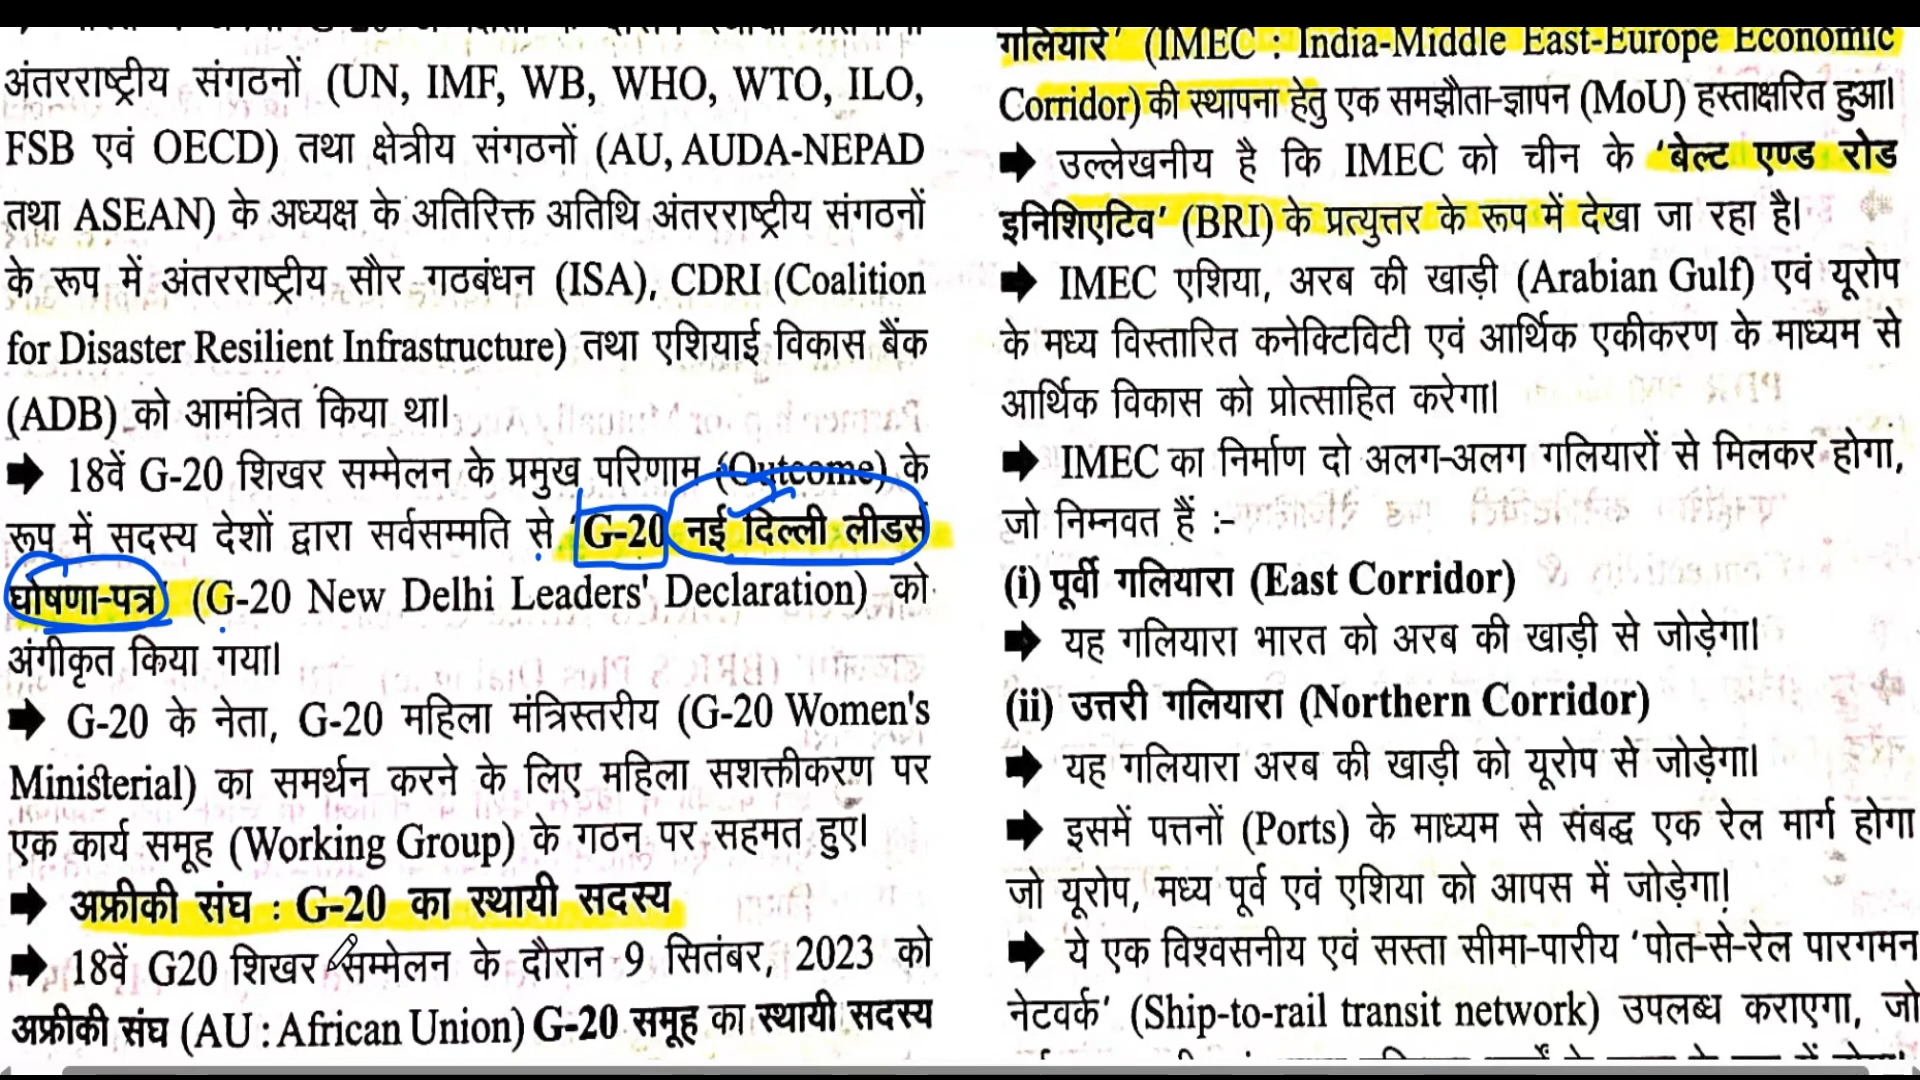 अंतरराष्ट्रीय संगठनों (UN, IMF, WB, WHO, WTO, ILO,
FSB एवं OECD) तथा क्षेत्रीय संगठनों (AU, AUDA-NEPAD
तथा ASEAN) के अध्यक्ष के अतिरिक्त अतिथि अंतरराष्ट्रीय संगठनों
के रूप में अंतरराष्ट्रीय सौर गठबंधन (ISA), CDRI (Coalition
for Disaster Resilient Infrastructure) तथा एशियाई विकास बैंक
(ADB) को आमंत्रित किया था।
➡ 18वें G-20 शिखर सम्मेलन के प्रमुख परिणाम (Outcome) के
रूप में सदस्य देशों द्वारा सर्वसम्मति से 'G-20 नई दिल्ली लीडर्स
घोषणा-पत्र' (G-20 New Delhi Leaders' Declaration) को
अंगीकृत किया गया।
➡ G-20 के नेता, G-20 महिला मंत्रिस्तरीय (G-20 Women's
Ministerial) का समर्थन करने के लिए महिला सशक्तीकरण पर
एक कार्य समूह (Working Group) के गठन पर सहमत हुए।
➡ अफ्रीकी संघ : G-20 का स्थायी सदस्य
➡ 18वें G20 शिखर सम्मेलन के दौरान 9 सितंबर, 2023 को
अफ्रीकी संघ (AU : African Union) G-20 समूह का स्थायी सदस्य
गलियारे' (IMEC : India-Middle East-Europe Economic
Corridor) की स्थापना हेतु एक समझौता-ज्ञापन (MoU) हस्ताक्षरित हुआ।
➡ उल्लेखनीय है कि IMEC को चीन के 'बेल्ट एण्ड रोड
इनिशिएटिव' (BRI) के प्रत्युत्तर के रूप में देखा जा रहा है।
➡ IMEC एशिया, अरब की खाड़ी (Arabian Gulf) एवं यूरोप
के मध्य विस्तारित कनेक्टिविटी एवं आर्थिक एकीकरण के माध्यम से
आर्थिक विकास को प्रोत्साहित करेगा।
➡ IMEC का निर्माण दो अलग-अलग गलियारों से मिलकर होगा,
जो निम्नवत हैं :-
(i) पूर्वी गलियारा (East Corridor)
➡ यह गलियारा भारत को अरब की खाड़ी से जोड़ेगा।
(ii) उत्तरी गलियारा (Northern Corridor)
➡ यह गलियारा अरब की खाड़ी को यूरोप से जोड़ेगा।
➡ इसमें पत्तनों (Ports) के माध्यम से संबद्ध एक रेल मार्ग होगा
जो यूरोप, मध्य पूर्व एवं एशिया को आपस में जोड़ेगा।
➡ ये एक विश्वसनीय एवं सस्ता सीमा-पारीय 'पोत-से-रेल पारगमन
नेटवर्क' (Ship-to-rail transit network) उपलब्ध कराएगा, जो